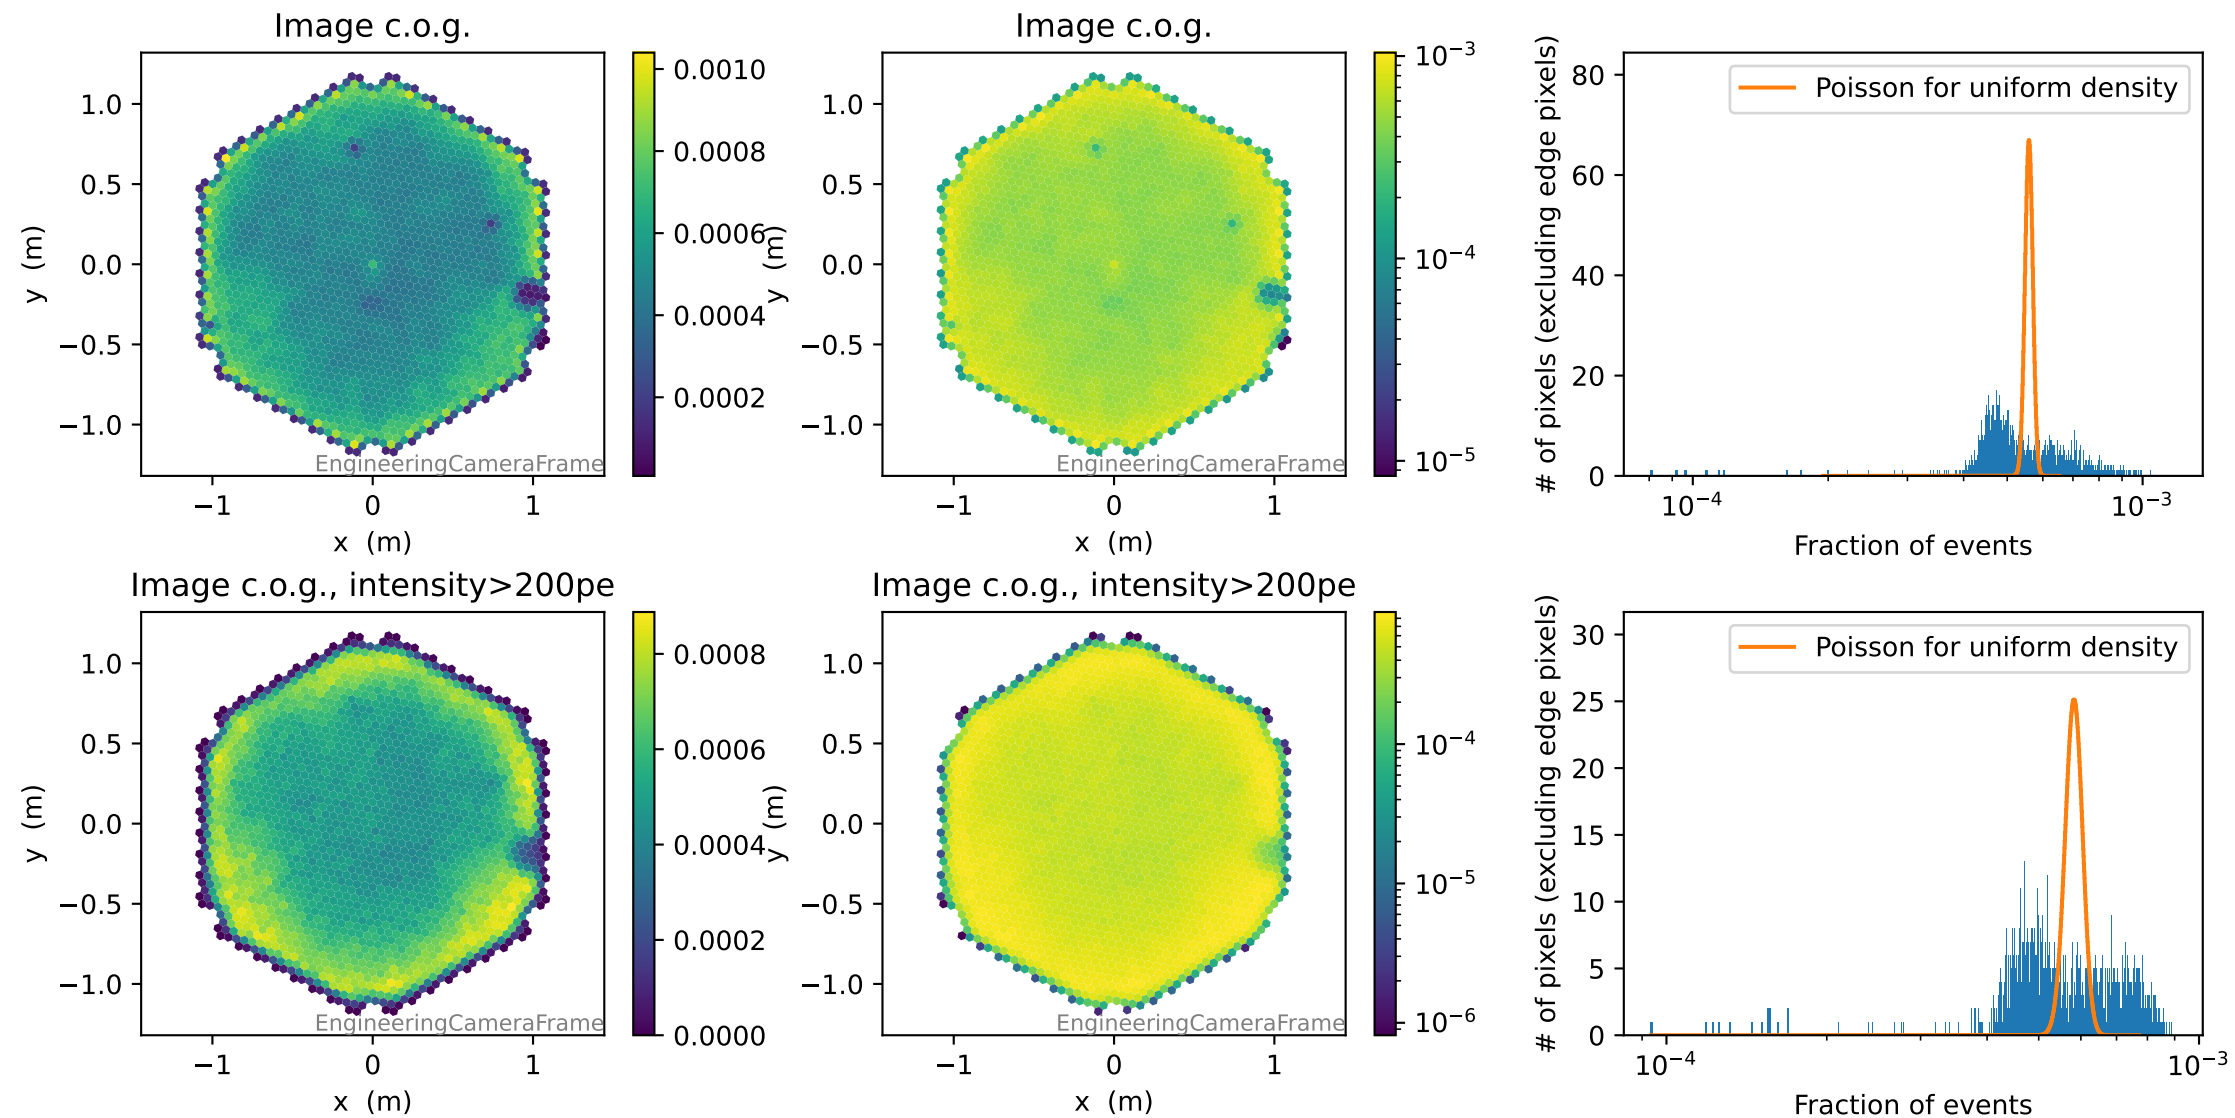 Image c.o.g.
1.0
0.5
0.0
−0.5
−1.0
y (m)
−1
0
1
x (m)
EngineeringCameraFrame
0.0010
0.0008
0.0006
0.0004
0.0002
Image c.o.g.
1.0
0.5
0.0
−0.5
−1.0
y (m)
−1
0
1
x (m)
EngineeringCameraFrame
10−3
10−4
10−5
# of pixels (excluding edge pixels)
80
60
40
20
0
Poisson for uniform density
10−4
10−3
Fraction of events
Image c.o.g., intensity>200pe
1.0
0.5
0.0
−0.5
−1.0
y (m)
−1
0
1
x (m)
EngineeringCameraFrame
0.0008
0.0006
0.0004
0.0002
0.0000
Image c.o.g., intensity>200pe
1.0
0.5
0.0
−0.5
−1.0
y (m)
−1
0
1
x (m)
EngineeringCameraFrame
10−4
10−5
10−6
# of pixels (excluding edge pixels)
30
25
20
15
10
5
0
Poisson for uniform density
10−4
10−3
Fraction of events